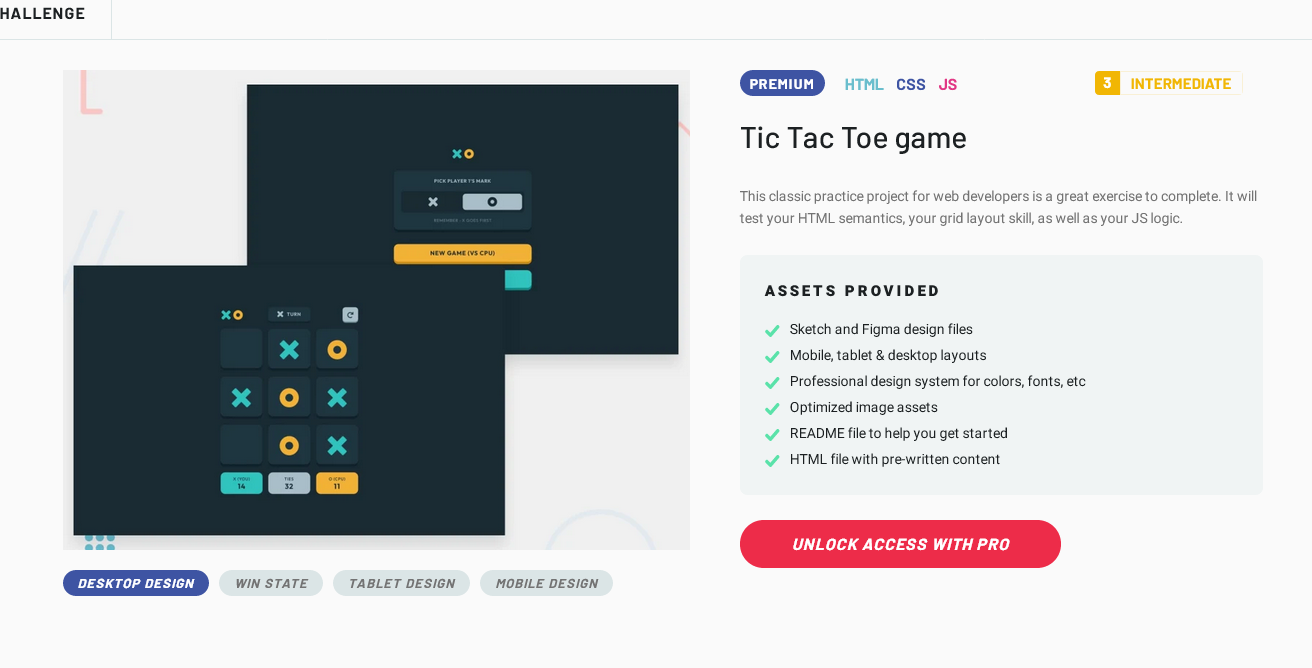 HALLENGE
PICK PLAYER 1'S MARK
REMEMBER : X GOES FIRST
NEW GAME (VS CPU)
TURN
X (YOU)
14
TIES
32
O (CPU)
11
DESKTOP DESIGN
WIN STATE
TABLET DESIGN
MOBILE DESIGN
PREMIUM
HTML CSS JS
3 INTERMEDIATE
Tic Tac Toe game
This classic practice project for web developers is a great exercise to complete. It will
test your HTML semantics, your grid layout skill, as well as your JS logic.
ASSETS PROVIDED
Sketch and Figma design files
Mobile, tablet & desktop layouts
Professional design system for colors, fonts, etc
Optimized image assets
README file to help you get started
HTML file with pre-written content
UNLOCK ACCESS WITH PRO